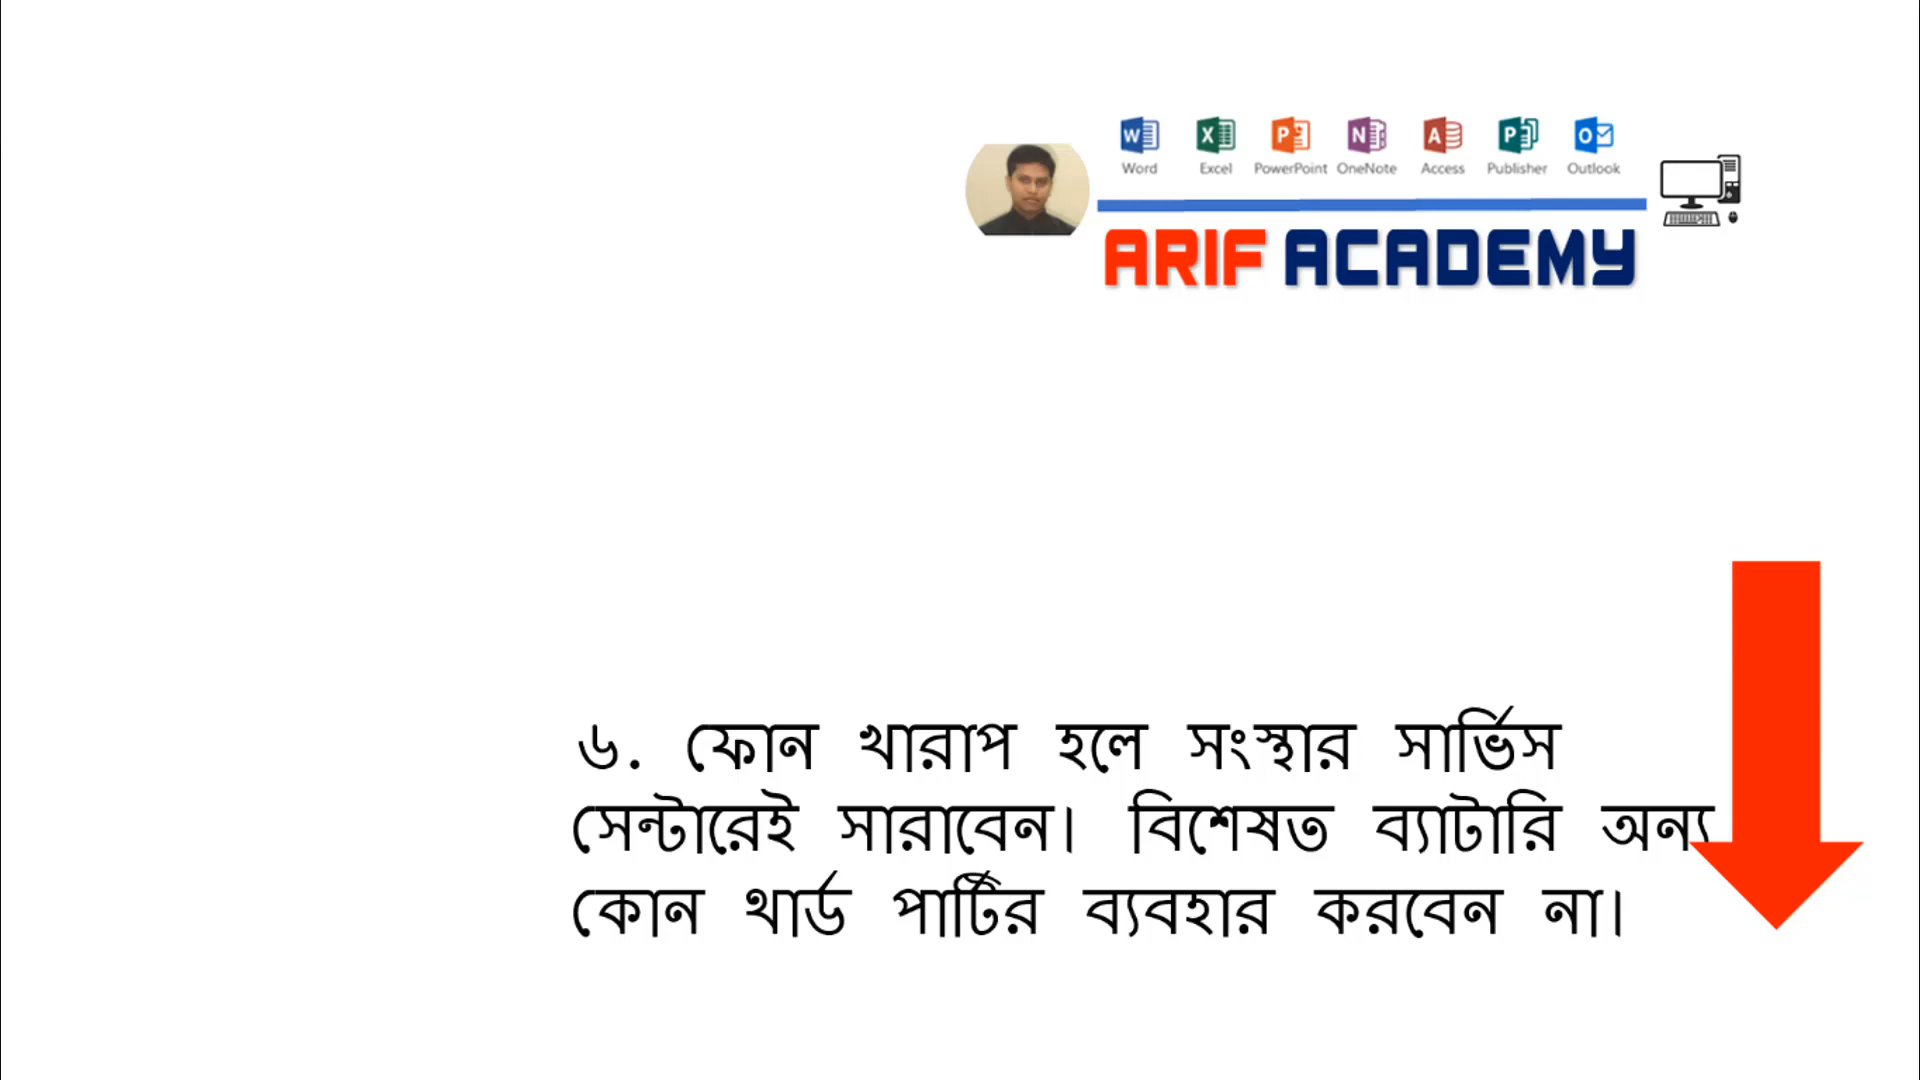 Word Excel PowerPoint OneNote Access Publisher Outlook
ARIF ACADEMY
৬. ফোন খারাপ হলে সংস্থার সার্ভিস
সেন্টারেই সারাবেন। বিশেষত ব্যাটারি অন্য
কোন থার্ড পার্টির ব্যবহার করবেন না।